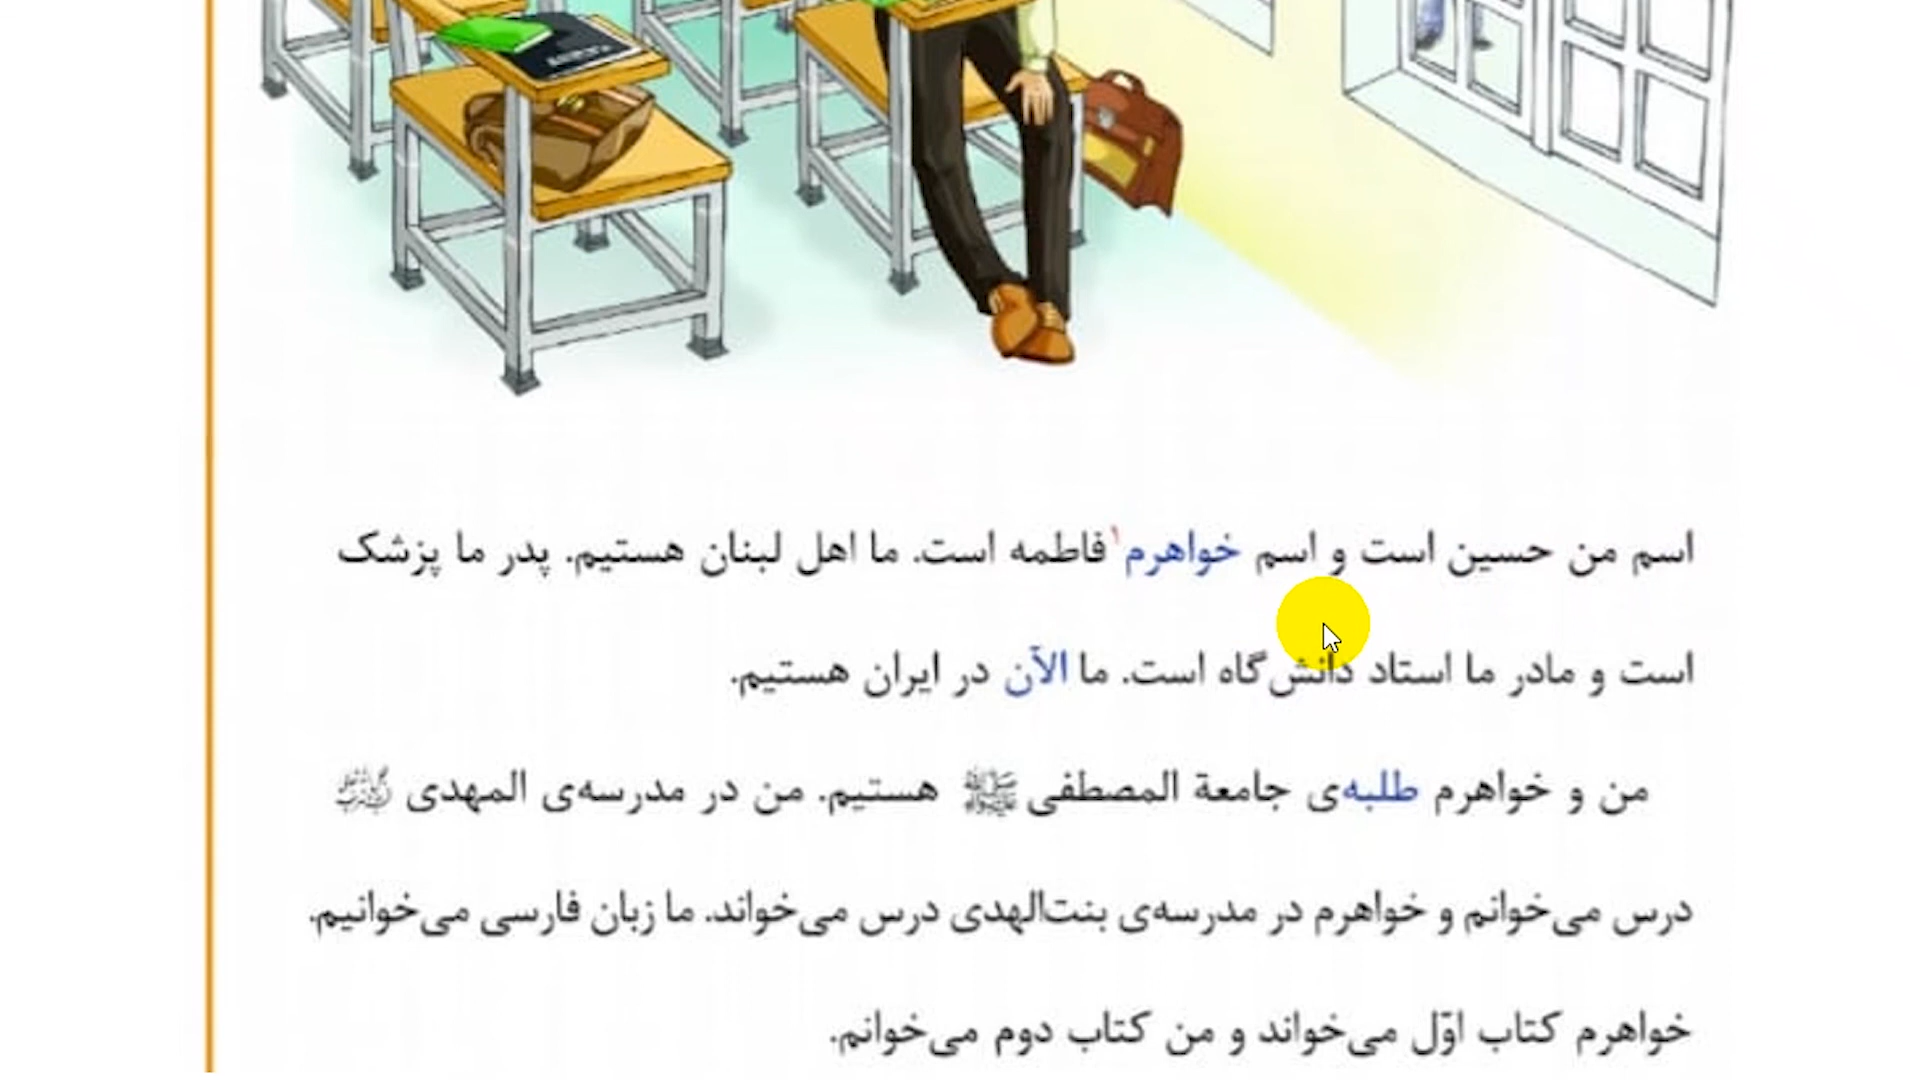 اسم من حسین است و اسم خواهرم۱ فاطمه است. ما اهل لبنان هستیم. پدر ما پزشک
است و مادر ما استاد دانش‌گاه است. ما الآن در ایران هستیم.
من و خواهرم طلبه‌ی جامعة المصطفی ﷺ هستیم. من در مدرسه‌ی المهدی
درس می‌خوانم و خواهرم در مدرسه‌ی بنت‌الهدی درس می‌خواند. ما زبان فارسی می‌خوانیم.
خواهرم کتاب اوّل می‌خواند و من کتاب دوم می‌خوانم.